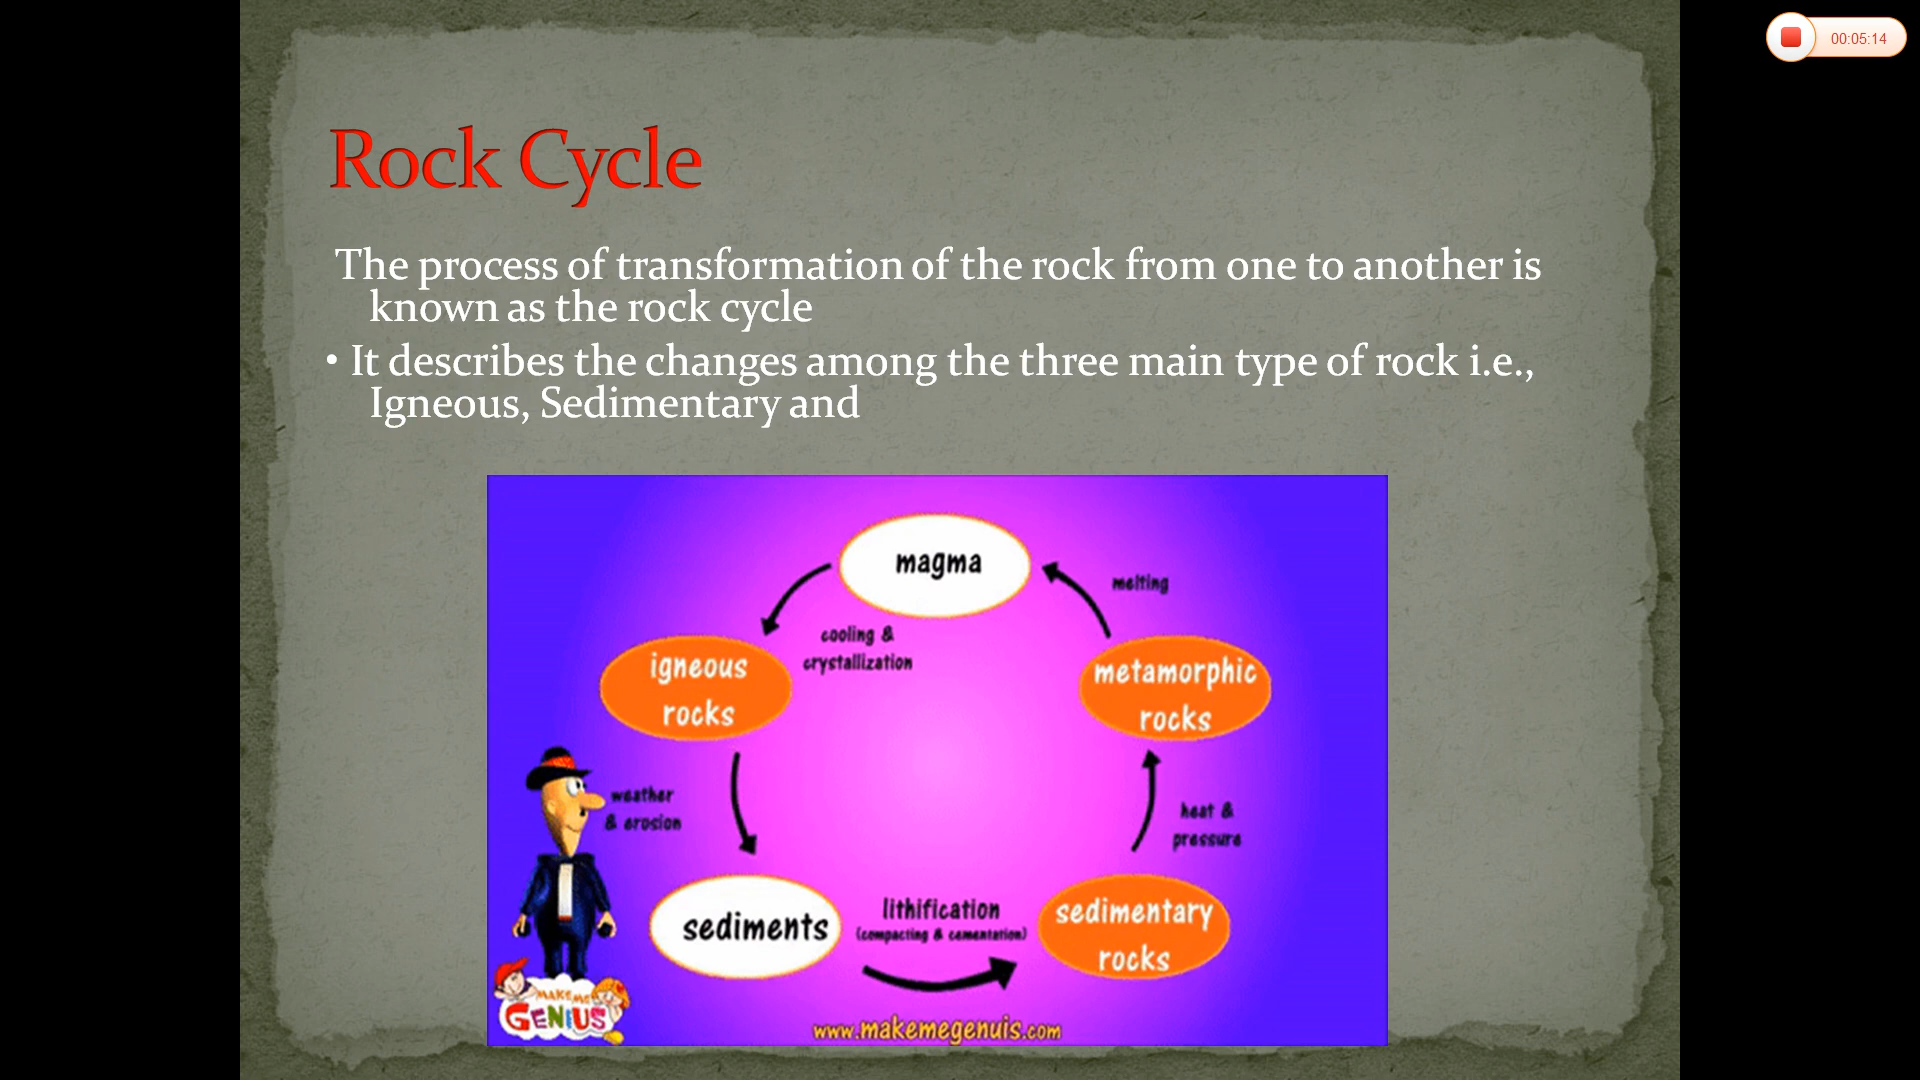 00:05:14
Rock Cycle
The process of transformation of the rock from one to another is
known as the rock cycle
• It describes the changes among the three main type of rock i.e.,
Igneous, Sedimentary and
magma
melting
cooling &
crystallization
igneous
rocks
metamorphic
rocks
weather
& erosion
heat &
pressure
sediments
lithification
(compacting & cementation)
sedimentary
rocks
MAKE ME
GENIUS
www.makemegenuis.com